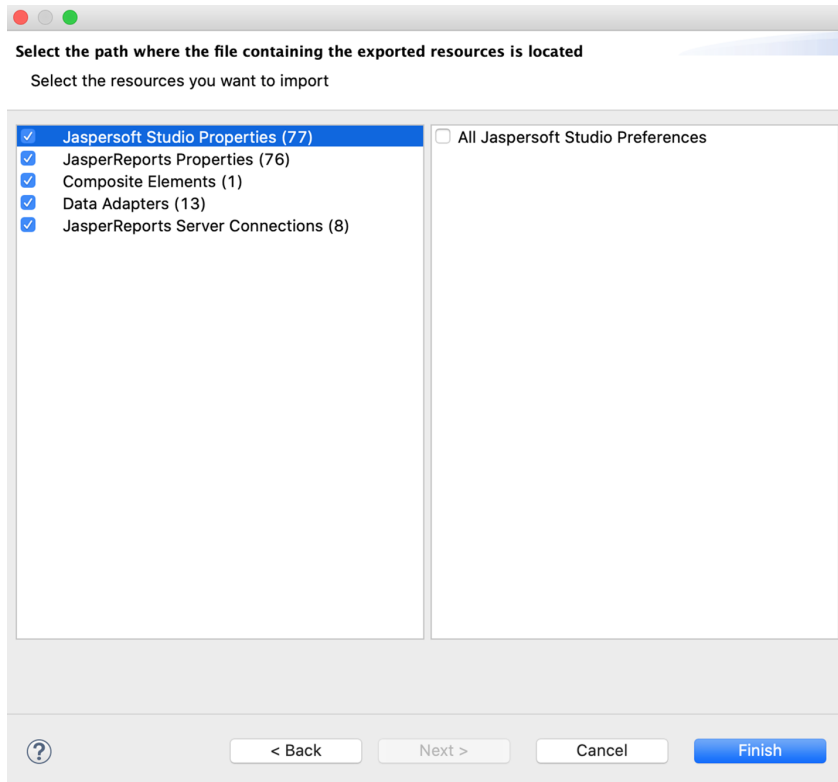 Select the path where the file containing the exported resources is located
Select the resources you want to import
Jaspersoft Studio Properties (77)
JasperReports Properties (76)
Composite Elements (1)
Data Adapters (13)
JasperReports Server Connections (8)
All Jaspersoft Studio Preferences
?
< Back
Next >
Cancel
Finish